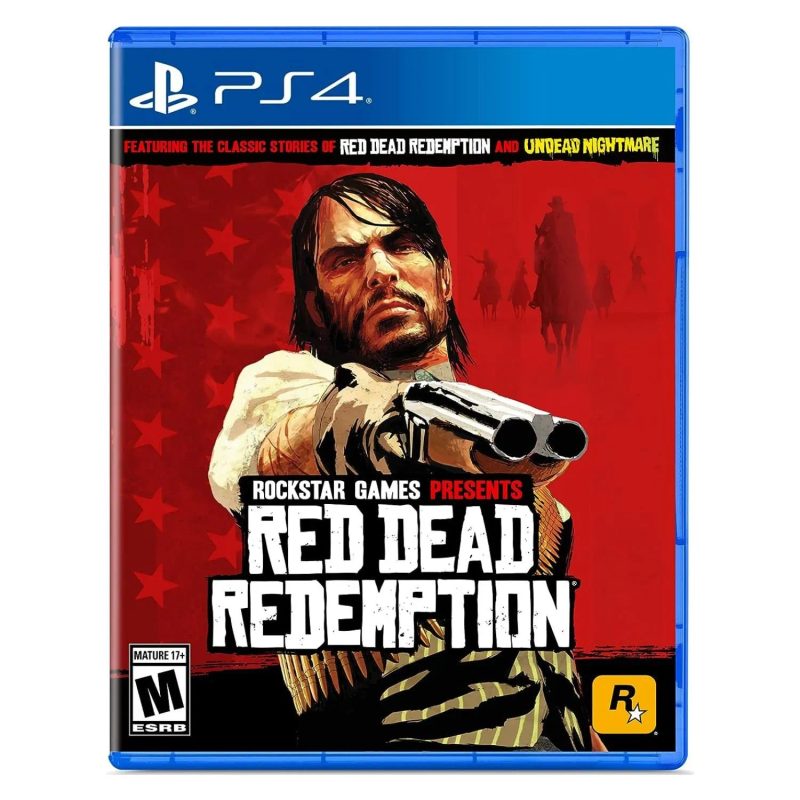 PS4
FEATURING THE CLASSIC STORIES OF RED DEAD REDEMPTION AND UNDEAD NIGHTMARE
ROCKSTAR GAMES PRESENTS
RED DEAD
REDEMPTION®
MATURE 17+
M
ESRB
R